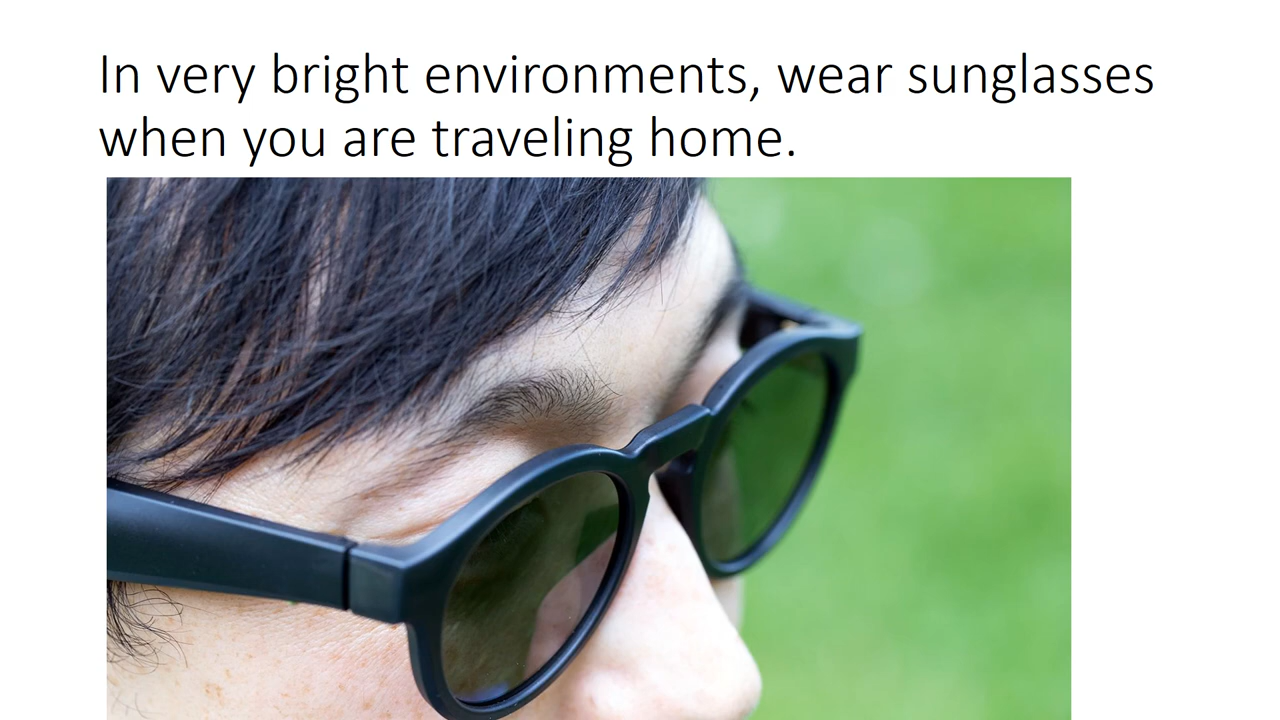 In very bright environments, wear sunglasses
when you are traveling home.